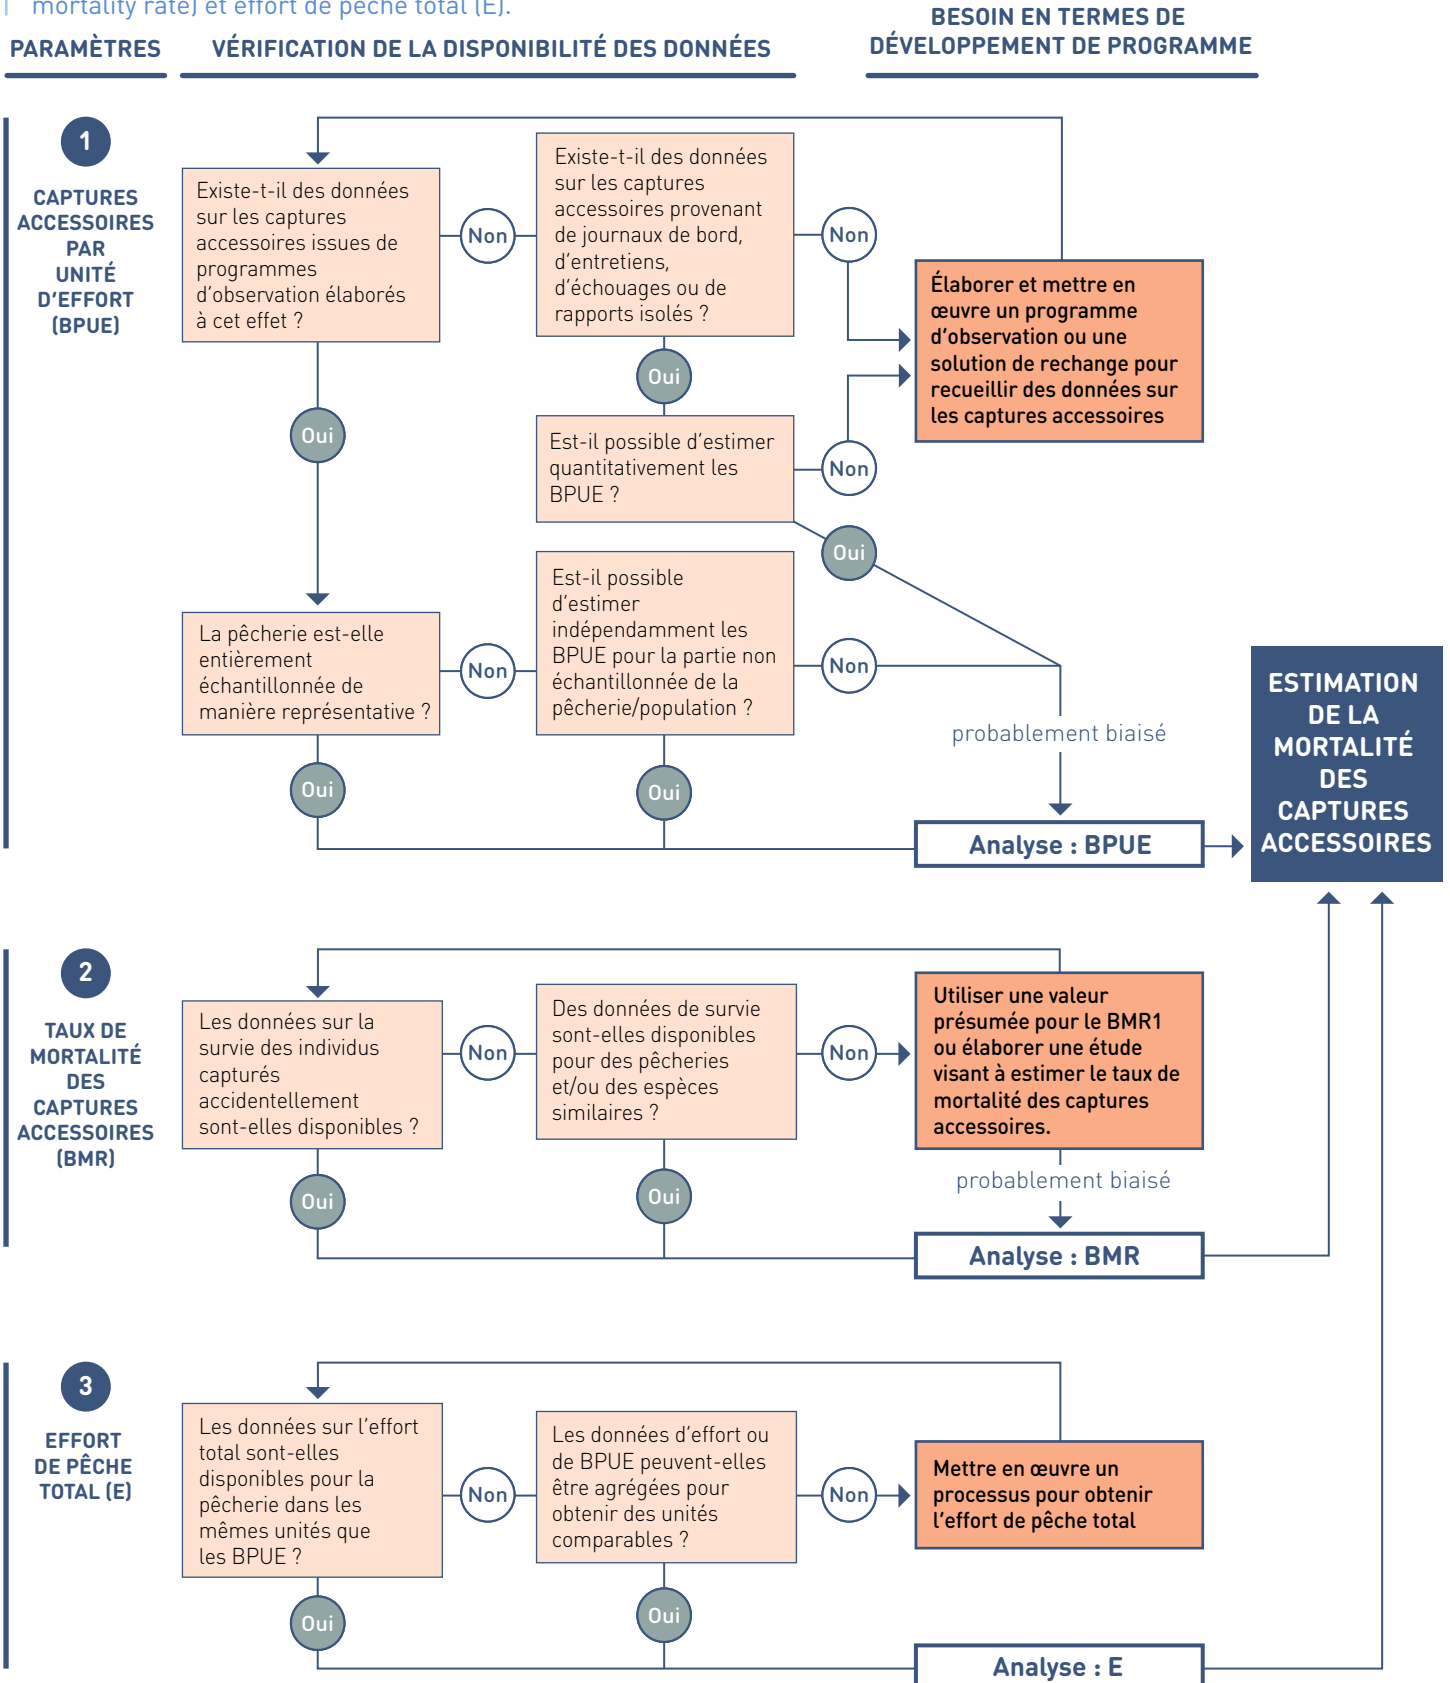 mortality rate) et effort de pêche total (E).
PARAMÈTRES
VÉRIFICATION DE LA DISPONIBILITÉ DES DONNÉES
BESOIN EN TERMES DE
DÉVELOPPEMENT DE PROGRAMME
1
CAPTURES
ACCESSOIRES
PAR
UNITÉ
D'EFFORT
(BPUE)
Existe-t-il des données
sur les captures
accessoires issues de
programmes
d'observation élaborés
à cet effet ?
Non
Existe-t-il des données
sur les captures
accessoires provenant
de journaux de bord,
d'entretiens,
d'échouages ou de
rapports isolés ?
Non
Élaborer et mettre en
œuvre un programme
d'observation ou une
solution de rechange pour
recueillir des données sur
les captures accessoires
Oui
Oui
Est-il possible d'estimer
quantitativement les
BPUE ?
Non
Oui
La pêcherie est-elle
entièrement
échantillonnée de
manière représentative ?
Non
Est-il possible
d'estimer
indépendamment les
BPUE pour la partie non
échantillonnée de la
pêcherie/population ?
Non
probablement biaisé
Oui
Oui
Analyse : BPUE
ESTIMATION
DE LA
MORTALITÉ
DES
CAPTURES
ACCESSOIRES
2
TAUX DE
MORTALITÉ
DES
CAPTURES
ACCESSOIRES
(BMR)
Les données sur la
survie des individus
capturés
accidentellement
sont-elles disponibles ?
Non
Des données de survie
sont-elles disponibles
pour des pêcheries
et/ou des espèces
similaires ?
Non
Utiliser une valeur
présumée pour le BMR1
ou élaborer une étude
visant à estimer le taux de
mortalité des captures
accessoires.
probablement biaisé
Oui
Oui
Analyse : BMR
3
EFFORT
DE PÊCHE
TOTAL (E)
Les données sur l'effort
total sont-elles
disponibles pour la
pêcherie dans les
mêmes unités que
les BPUE ?
Non
Les données d'effort ou
de BPUE peuvent-elles
être agrégées pour
obtenir des unités
comparables ?
Non
Mettre en œuvre un
processus pour obtenir
l'effort de pêche total
Oui
Oui
Analyse : E